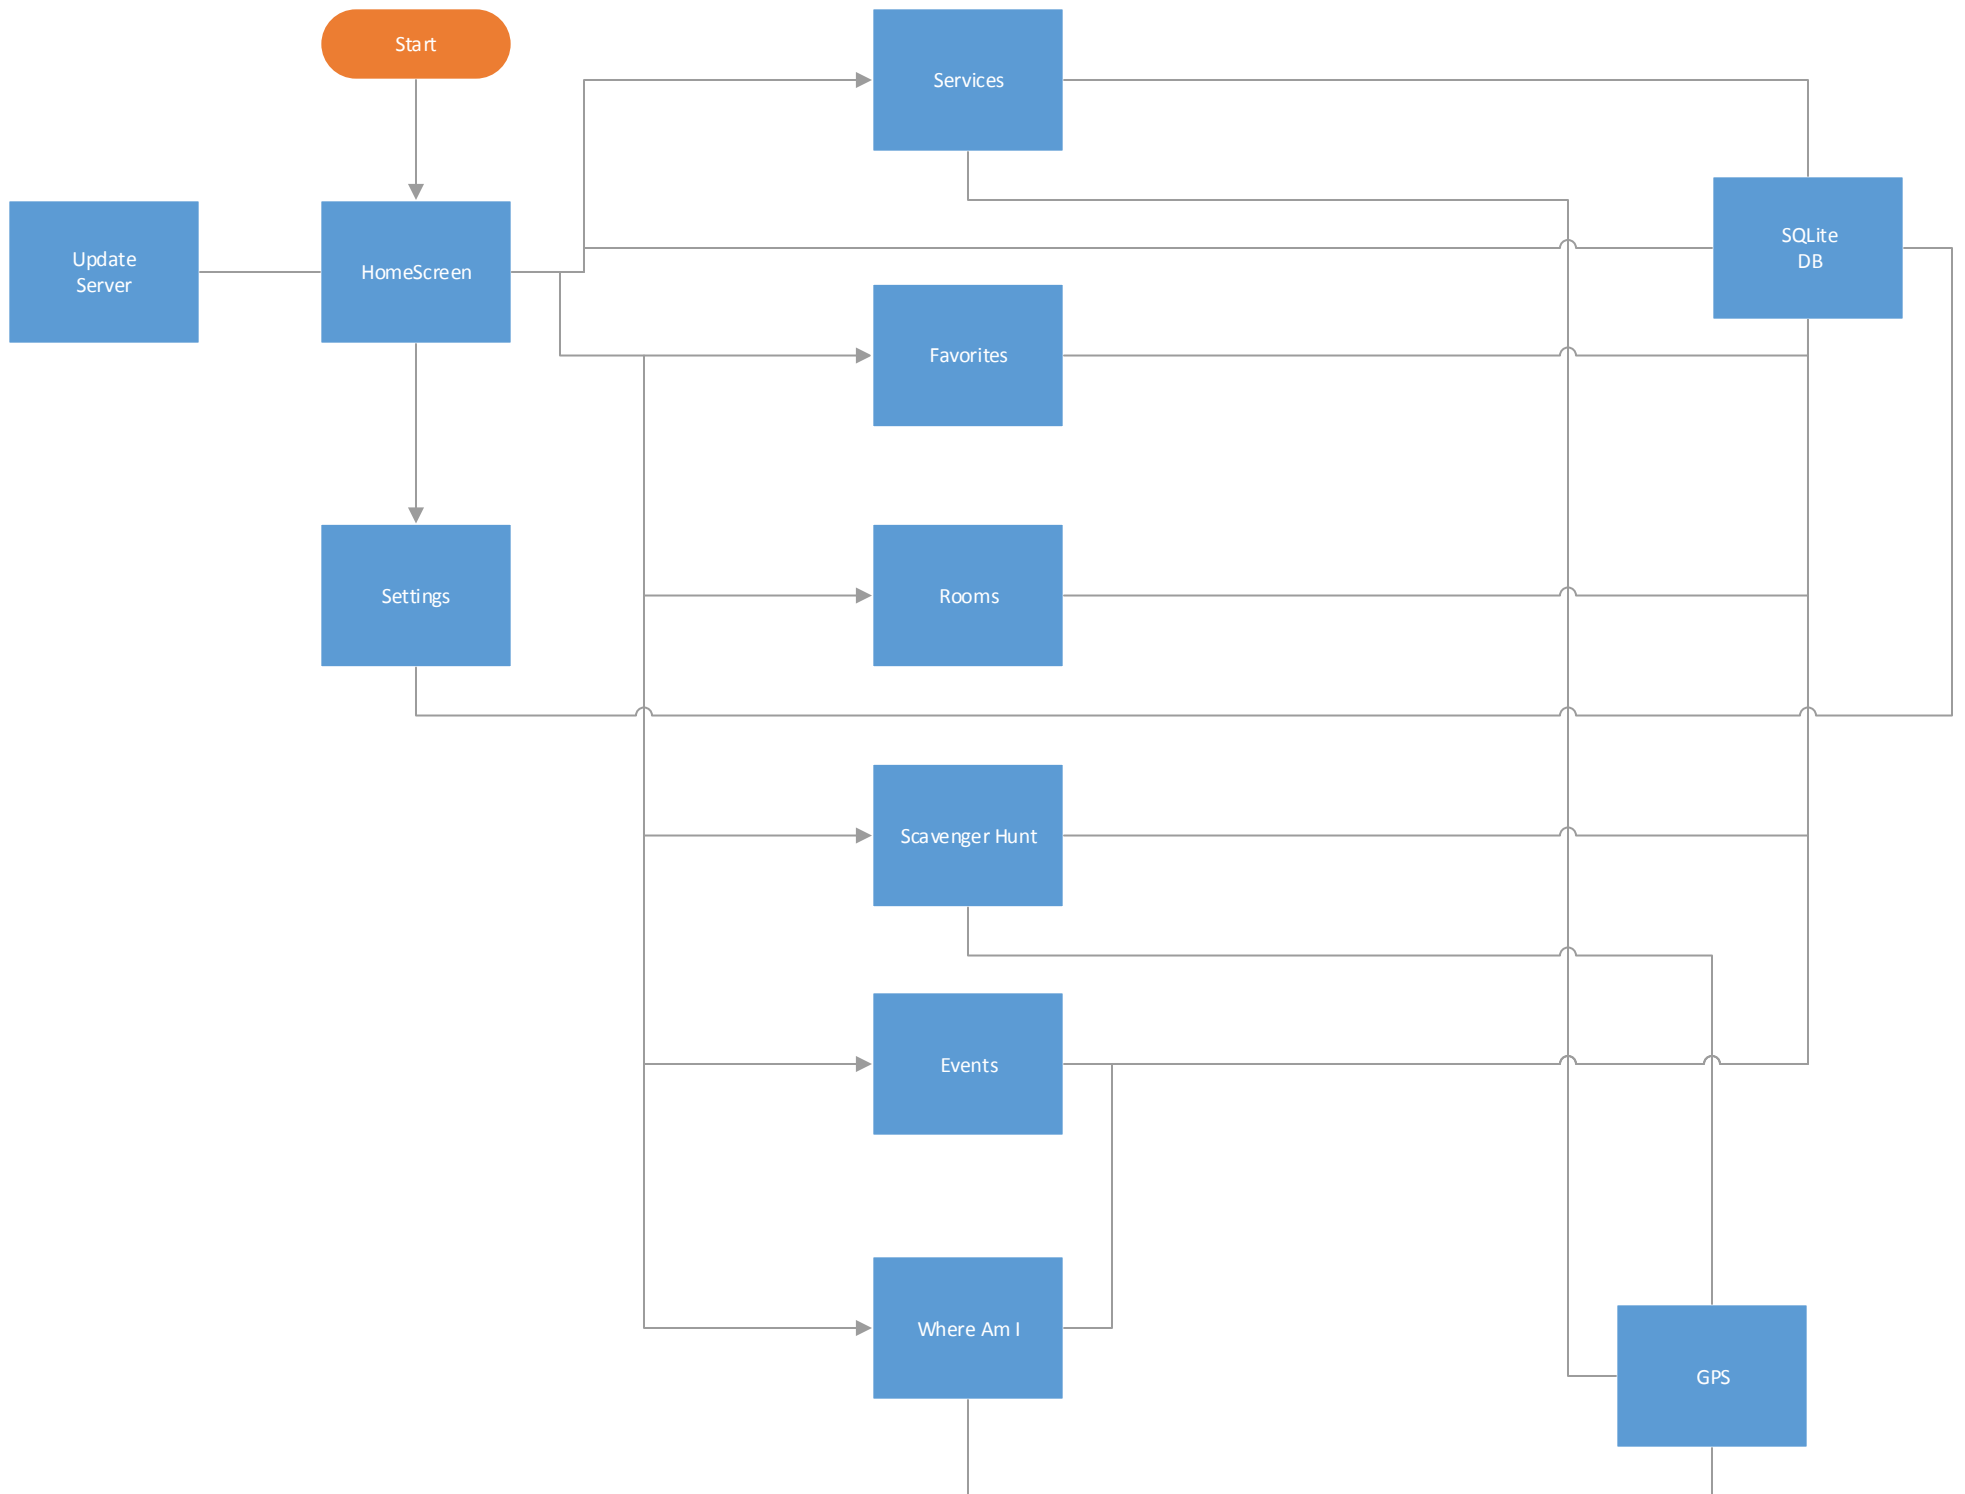 Start
Services
Update
Server
HomeScreen
SQLite
DB
Favorites
Settings
Rooms
Scavenger Hunt
Events
Where Am I
GPS